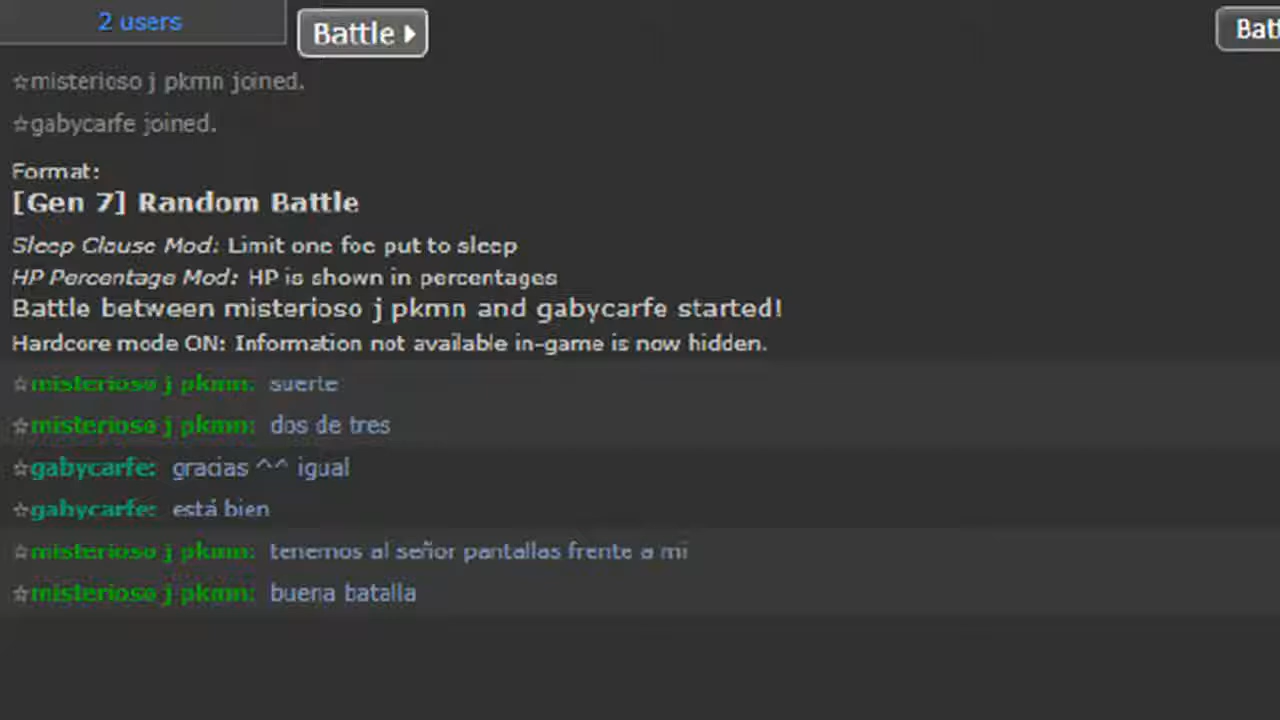 2 users
Battle
Bat
☆misterioso j pkmn joined.
☆gabycarfe joined.
Format:
[Gen 7] Random Battle
Sleep Clause Mod: Limit one foe put to sleep
HP Percentage Mod: HP is shown in percentages
Battle between misterioso j pkmn and gabycarfe started!
Hardcore mode ON: Information not available in-game is now hidden.
☆misterioso j pkmn: suerte
☆misterioso j pkmn: dos de tres
☆gabycarfe: gracias ^^ igual
☆gabycarfe: está bien
☆misterioso j pkmn: tenemos al señor pantallas frente a mi
☆misterioso j pkmn: buena batalla